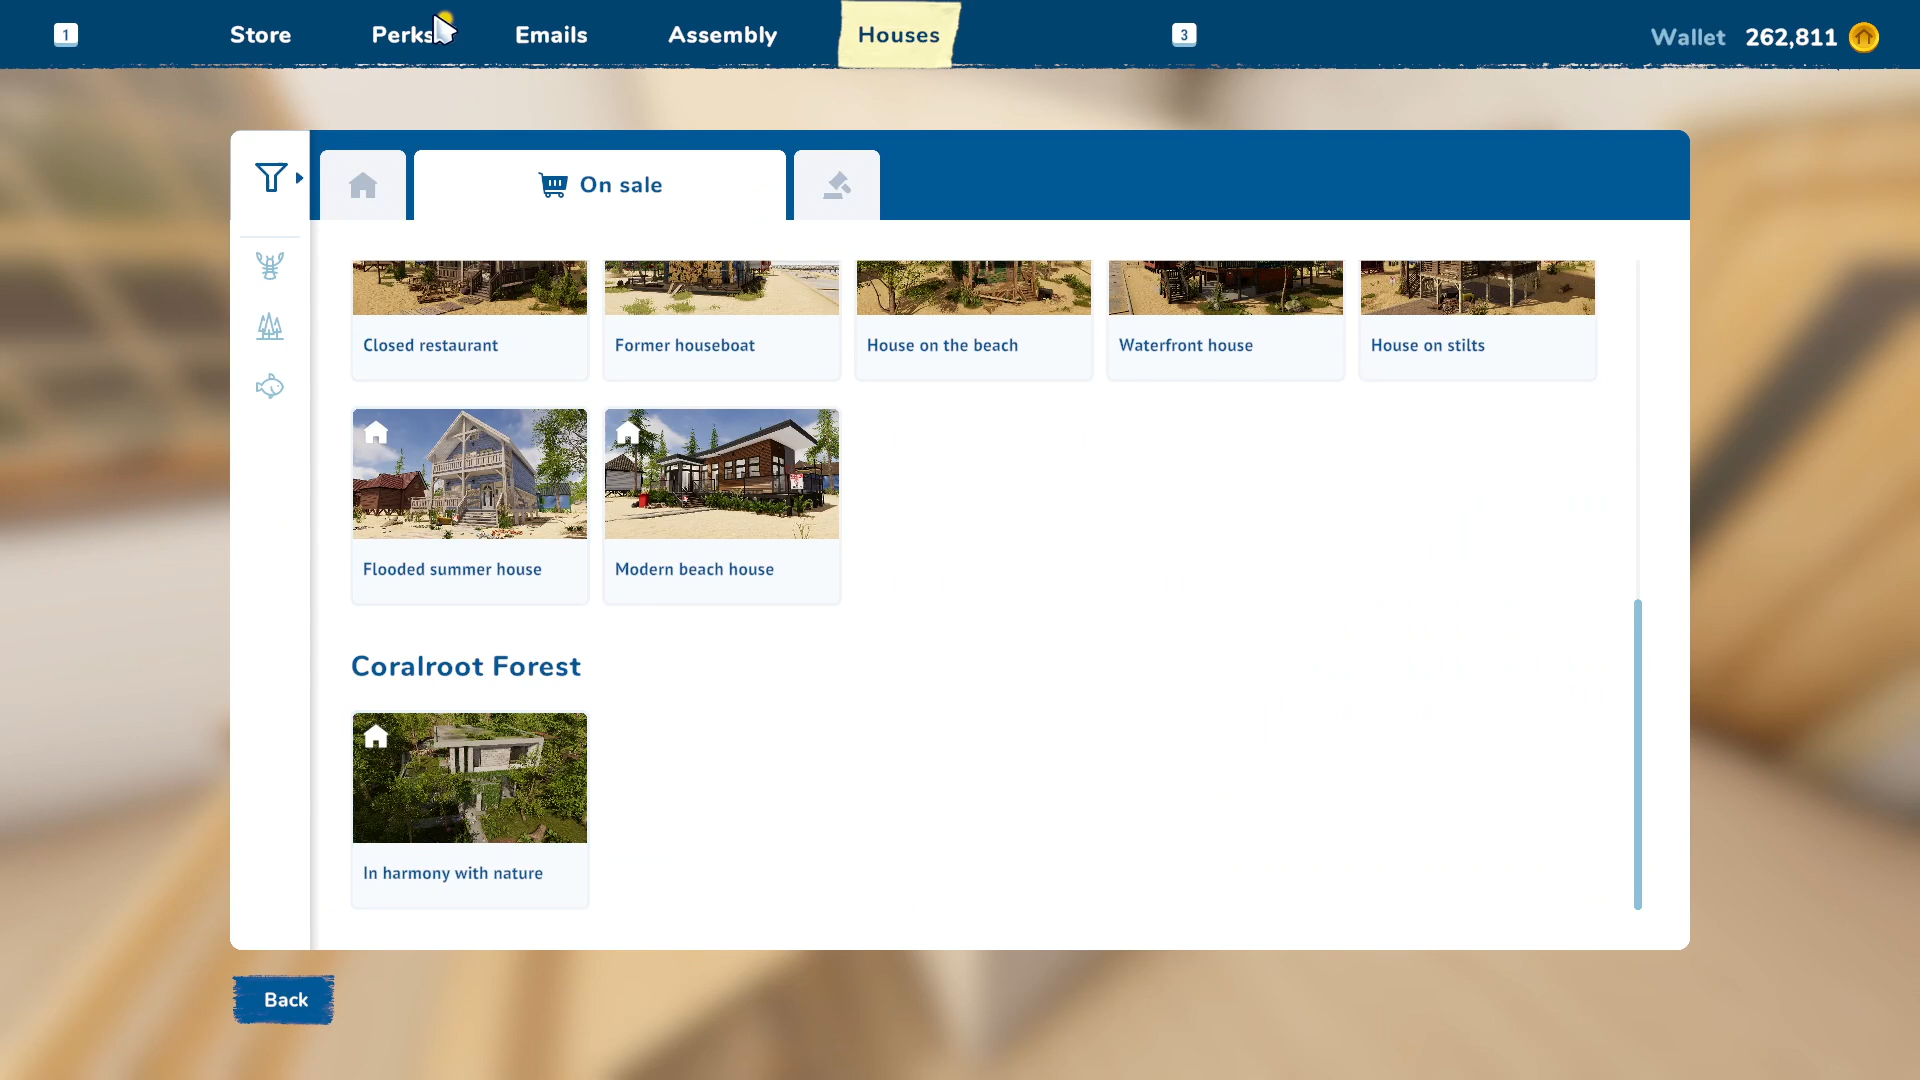 1 Store Perks Emails Assembly Houses 3 Wallet 262,811
On sale
Closed restaurant Former houseboat House on the beach Waterfront house House on stilts
Flooded summer house Modern beach house
Coralroot Forest
In harmony with nature
Back